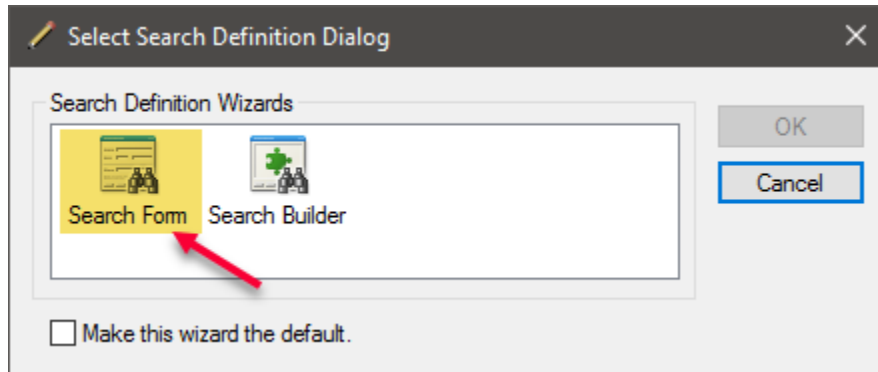 Select Search Definition Dialog
Search Definition Wizards
Search Form
Search Builder
OK
Cancel
Make this wizard the default.